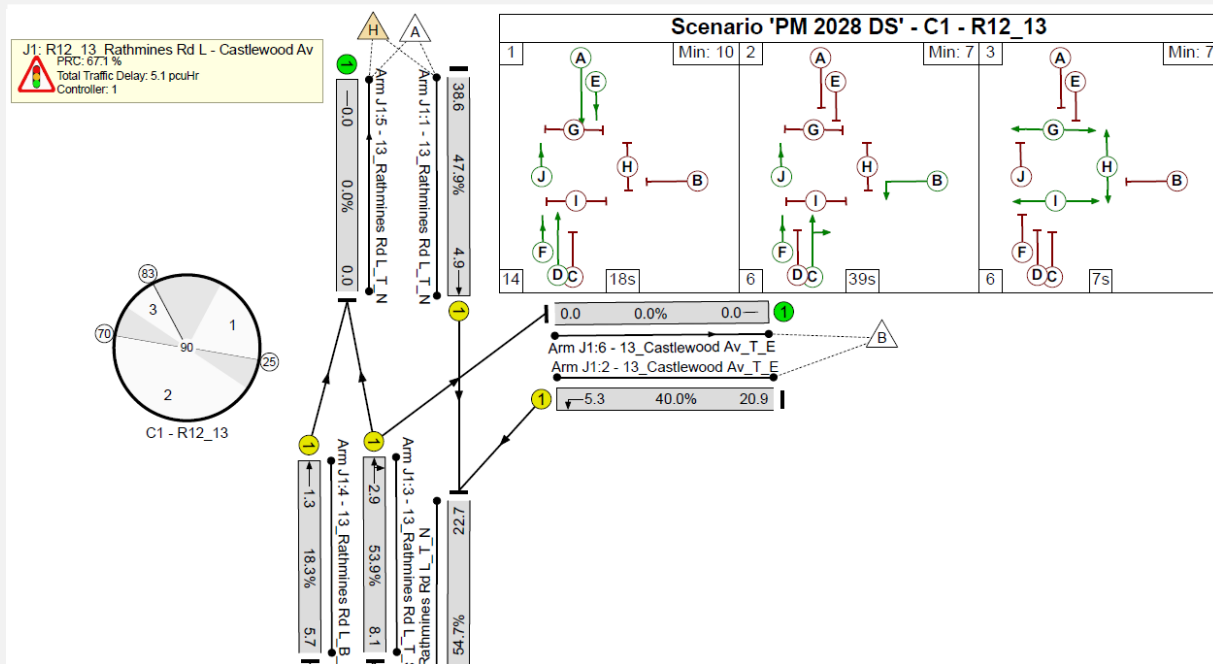 J1: R12_13_Rathmines Rd L - Castlewood Av
PRC: 67.1 %
Total Traffic Delay: 5.1 pcuHr
Controller: 1
H
A
1
0.0
0.0%
0.0
Arm J1:5 - 13_Rathmines Rd L_T_N
Arm J1:1 - 13_Rathmines Rd L_T_N
38.6
47.9%
4.9
1
Scenario 'PM 2028 DS' - C1 - R12_13
1
Min: 10
A
E
G
H
J
B
I
F
D
C
14
18s
2
Min: 7
A
E
G
H
J
B
I
F
D
C
6
39s
3
Min: 7
A
E
G
H
J
B
I
F
D
C
6
7s
83
3
1
70
90
25
2
C1 - R12_13
0.0
0.0%
0.0
1
Arm J1:6 - 13_Castlewood Av_T_E
B
Arm J1:2 - 13_Castlewood Av_T_E
1
5.3
40.0%
20.9
1
1.3
18.3%
5.7
Arm J1:4 - 13_Rathmines Rd L_B_
1
2.9
53.9%
8.1
Arm J1:3 - 13_Rathmines Rd L_T_
Rathmines Rd L_T_N
22.7
54.7%